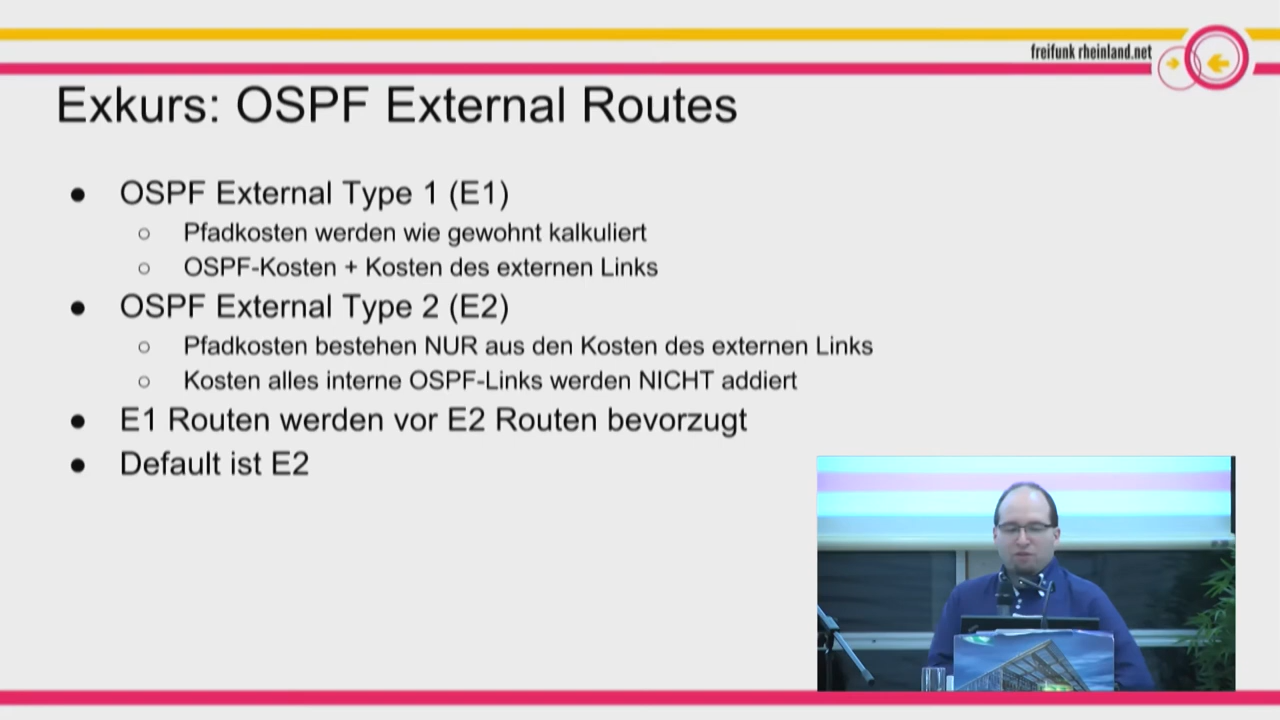 freifunk rheinland.net
Exkurs: OSPF External Routes
● OSPF External Type 1 (E1)
○ Pfadkosten werden wie gewohnt kalkuliert
○ OSPF-Kosten + Kosten des externen Links
● OSPF External Type 2 (E2)
○ Pfadkosten bestehen NUR aus den Kosten des externen Links
○ Kosten alles interne OSPF-Links werden NICHT addiert
● E1 Routen werden vor E2 Routen bevorzugt
● Default ist E2